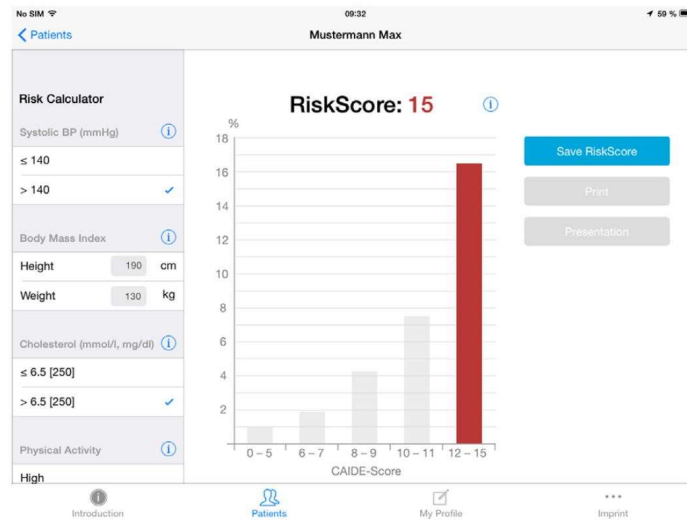 No SIM 09:32 59 %
Patients Mustermann Max
Risk Calculator
Systolic BP (mmHg)
≤ 140
> 140
Body Mass Index
Height 190 cm
Weight 130 kg
Cholesterol (mmol/l, mg/dl)
≤ 6.5 [250]
> 6.5 [250]
Physical Activity
High
RiskScore: 15
%
18
16
14
12
10
8
6
4
2
0 – 5 6 – 7 8 – 9 10 – 11 12 – 15
CAIDE-Score
Save RiskScore
Print
Presentation
Introduction Patients My Profile Imprint